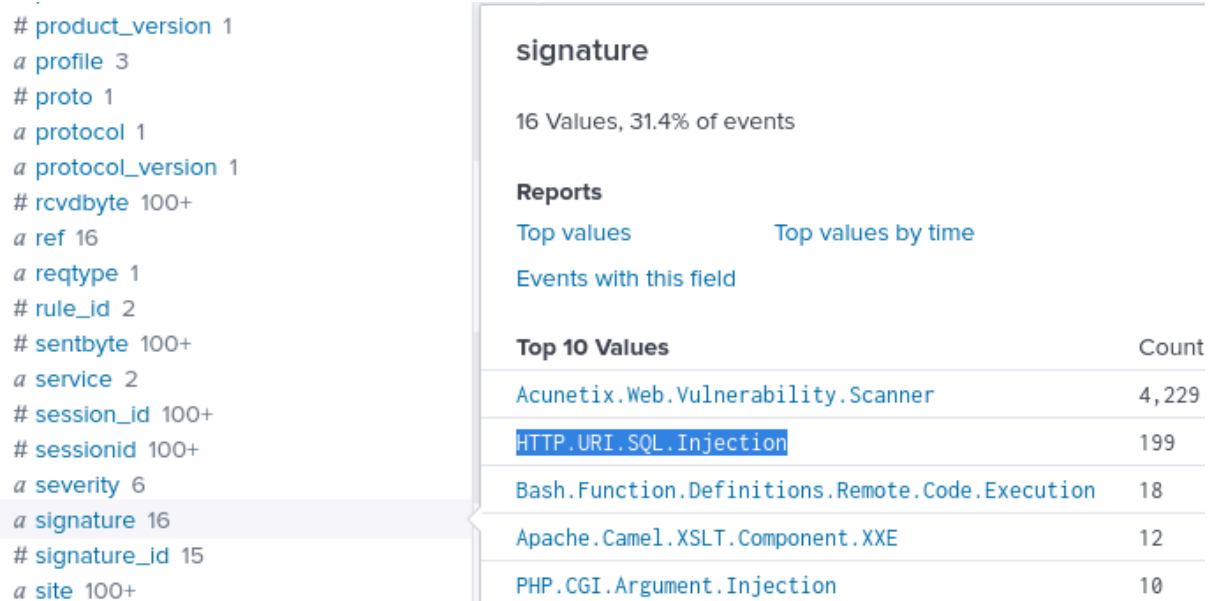 # product_version 1
a profile 3
# proto 1
a protocol 1
a protocol_version 1
# rcvdbyte 100+
a ref 16
a reqtype 1
# rule_id 2
# sentbyte 100+
a service 2
# session_id 100+
# sessionid 100+
a severity 6
a signature 16
# signature_id 15
a site 100+
signature
16 Values, 31.4% of events
Reports
Top values Top values by time
Events with this field
Top 10 Values Count
Acunetix.Web.Vulnerability.Scanner 4,229
HTTP.URI.SQL.Injection 199
Bash.Function.Definitions.Remote.Code.Execution 18
Apache.Camel.XSLT.Component.XXE 12
PHP.CGI.Argument.Injection 10